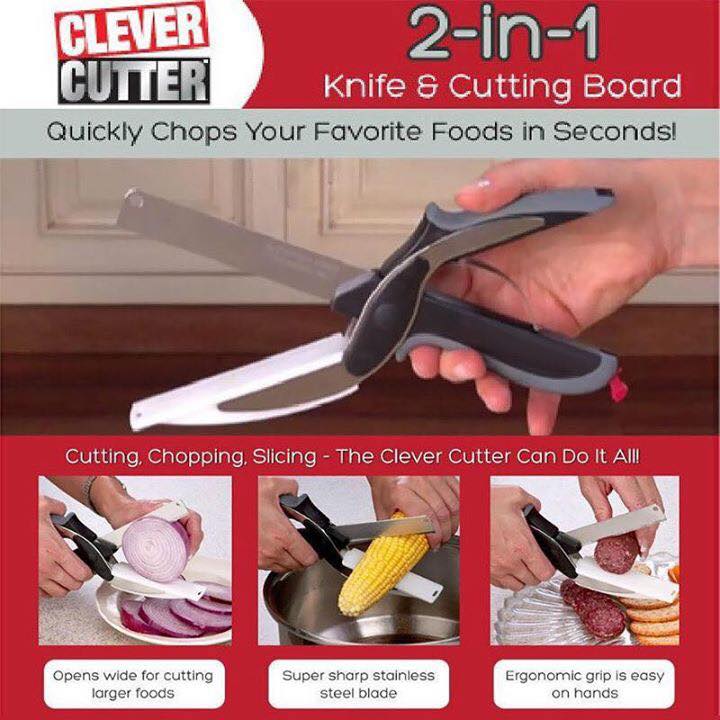 CLEVER
CUTTER
2-in-1
Knife & Cutting Board
Quickly Chops Your Favorite Foods in Seconds!
Cutting, Chopping, Slicing - The Clever Cutter Can Do It All!
Opens wide for cutting
larger foods
Super sharp stainless
steel blade
Ergonomic grip is easy
on hands